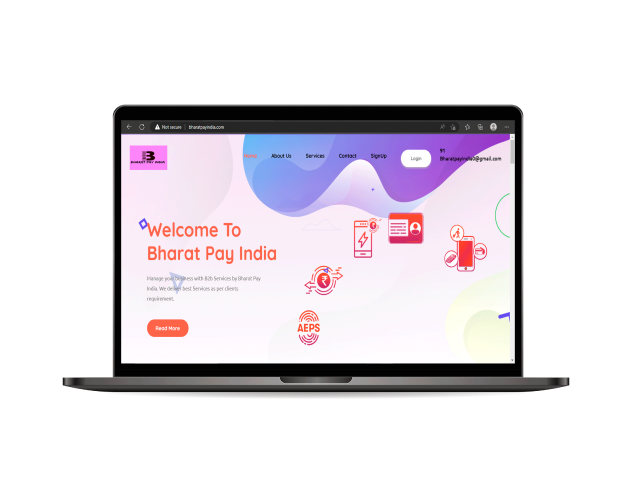 Not secure | bharatpayindia.com
B
BHARAT PAY INDIA
Home About Us Services Contact SignUp Login
91
Bharatpayindia2@gmail.com
Welcome To
Bharat Pay India
Manage your business with B2b Services by Bharat Pay
India. We deliver best Services as per clients
requirement.
Read More
AEPS